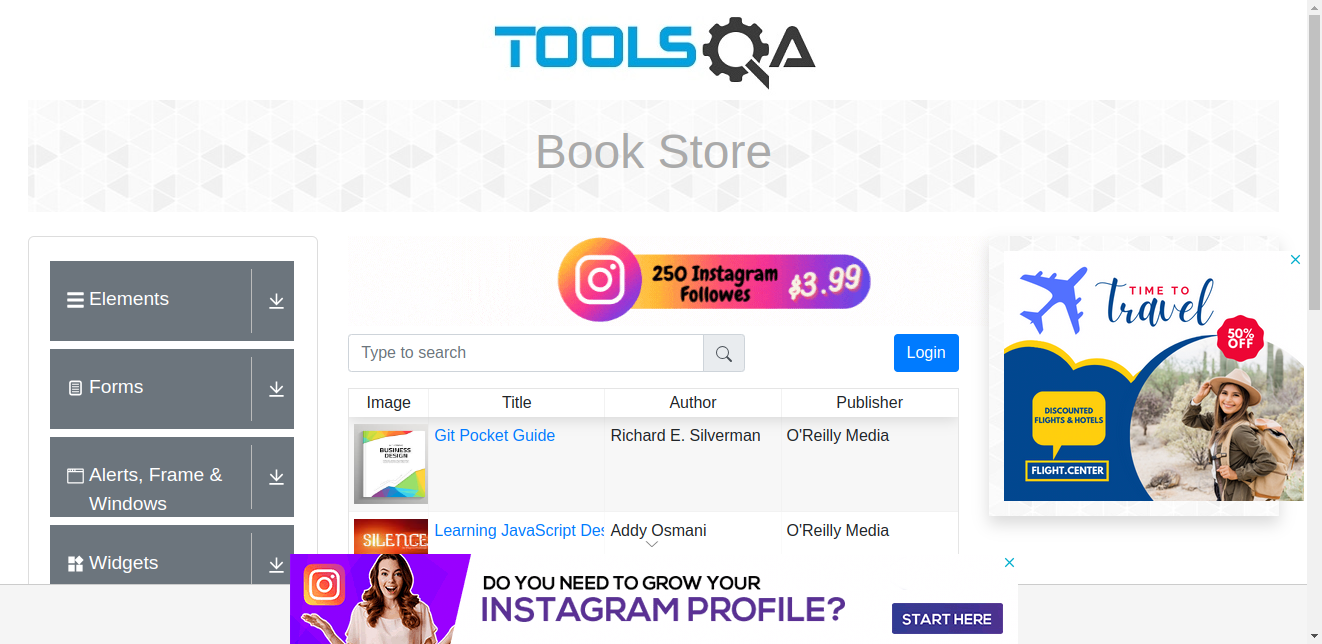 TOOLSQA
Book Store
Elements
Forms
Alerts, Frame &
Windows
Widgets
250 Instagram
Followes
$3.99
Type to search
Login
Image Title Author Publisher
BUSINESS
DESIGN
Git Pocket Guide Richard E. Silverman O'Reilly Media
SILENCE
Learning JavaScript Des Addy Osmani O'Reilly Media
TIME TO
travel
50%
OFF
DISCOUNTED
FLIGHTS & HOTELS
FLIGHT.CENTER
DO YOU NEED TO GROW YOUR
INSTAGRAM PROFILE?
START HERE